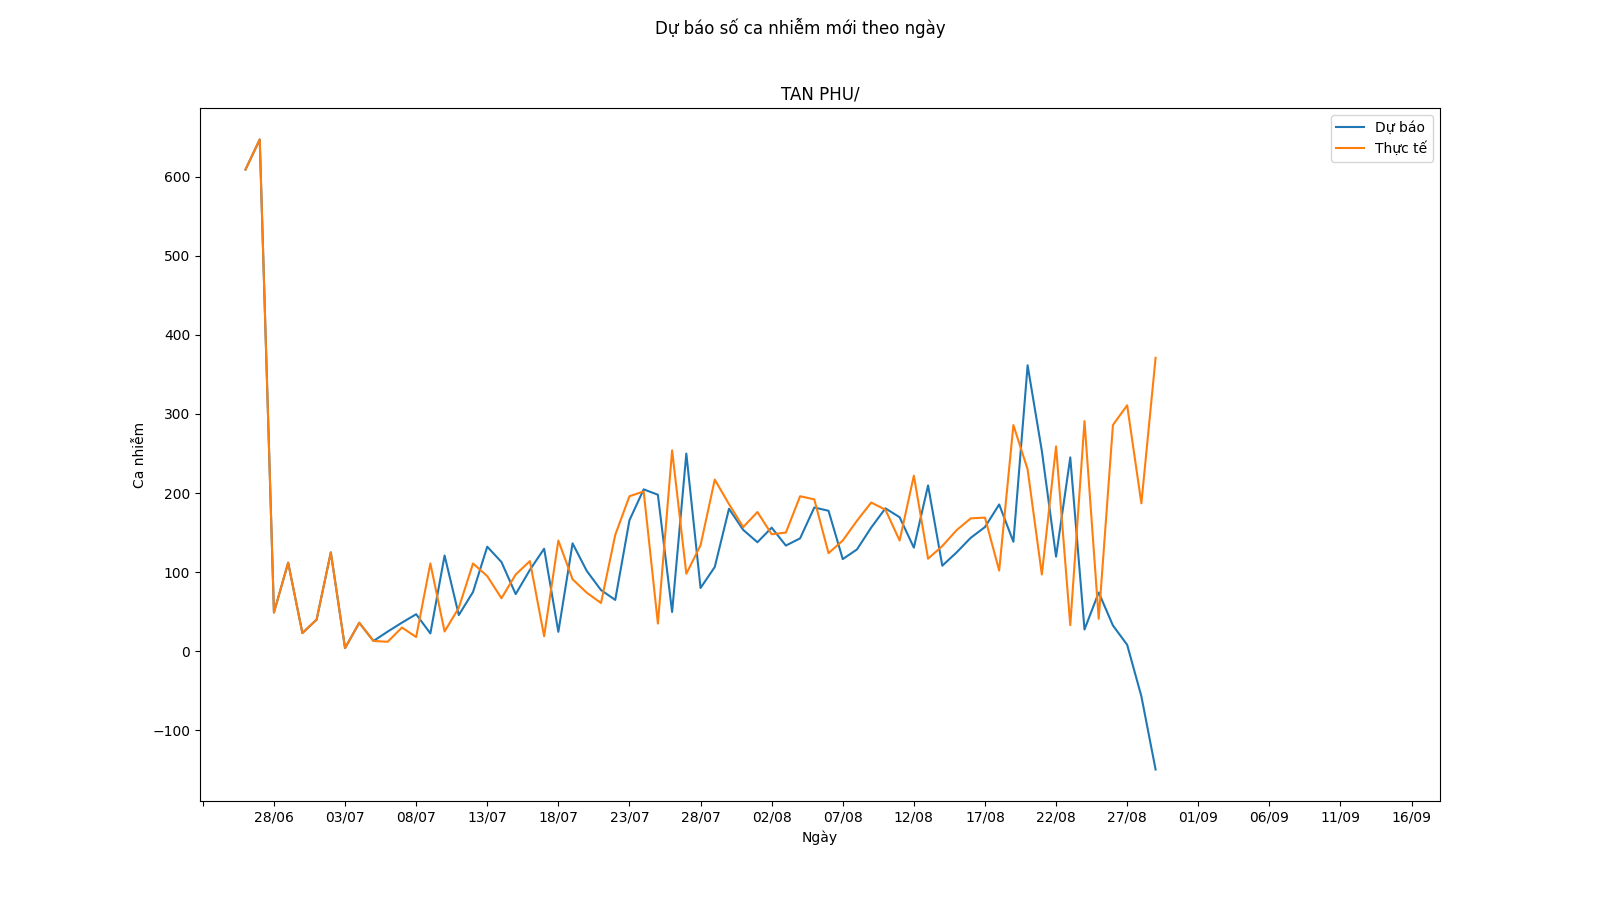 Dự báo số ca nhiễm mới theo ngày
TAN PHU/
Dự báo
Thực tế
600
500
400
300
200
100
0
−100
Ca nhiễm
28/06 03/07 08/07 13/07 18/07 23/07 28/07 02/08 07/08 12/08 17/08 22/08 27/08 01/09 06/09 11/09 16/09
Ngày